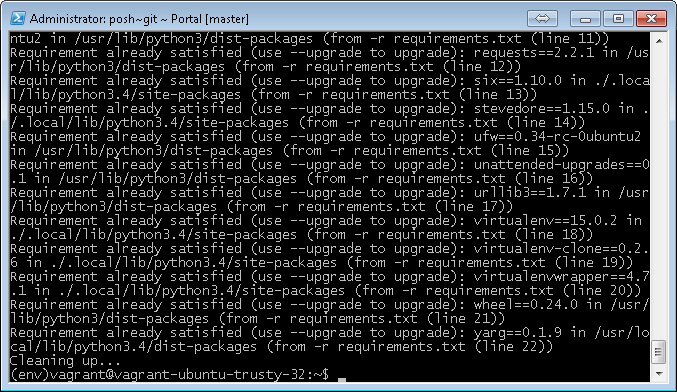 Administrator: posh~git ~ Portal [master]
ntu2 in /usr/lib/python3/dist-packages (from -r requirements.txt (line 11))
Requirement already satisfied (use --upgrade to upgrade): requests==2.2.1 in /us
r/lib/python3/dist-packages (from -r requirements.txt (line 12))
Requirement already satisfied (use --upgrade to upgrade): six==1.10.0 in ./.loca
l/lib/python3.4/site-packages (from -r requirements.txt (line 13))
Requirement already satisfied (use --upgrade to upgrade): stevedore==1.15.0 in .
/.local/lib/python3.4/site-packages (from -r requirements.txt (line 14))
Requirement already satisfied (use --upgrade to upgrade): ufw==0.34-rc-0ubuntu2
in /usr/lib/python3/dist-packages (from -r requirements.txt (line 15))
Requirement already satisfied (use --upgrade to upgrade): unattended-upgrades==0
.1 in /usr/lib/python3/dist-packages (from -r requirements.txt (line 16))
Requirement already satisfied (use --upgrade to upgrade): urllib3==1.7.1 in /usr
/lib/python3/dist-packages (from -r requirements.txt (line 17))
Requirement already satisfied (use --upgrade to upgrade): virtualenv==15.0.2 in
./.local/lib/python3.4/site-packages (from -r requirements.txt (line 18))
Requirement already satisfied (use --upgrade to upgrade): virtualenv-clone==0.2.
6 in ./.local/lib/python3.4/site-packages (from -r requirements.txt (line 19))
Requirement already satisfied (use --upgrade to upgrade): virtualenvwrapper==4.7
.1 in ./.local/lib/python3.4/site-packages (from -r requirements.txt (line 20))
Requirement already satisfied (use --upgrade to upgrade): wheel==0.24.0 in /usr/
lib/python3/dist-packages (from -r requirements.txt (line 21))
Requirement already satisfied (use --upgrade to upgrade): yarg==0.1.9 in /usr/lo
cal/lib/python3.4/dist-packages (from -r requirements.txt (line 22))
Cleaning up...
(env)vagrant@vagrant-ubuntu-trusty-32:~$